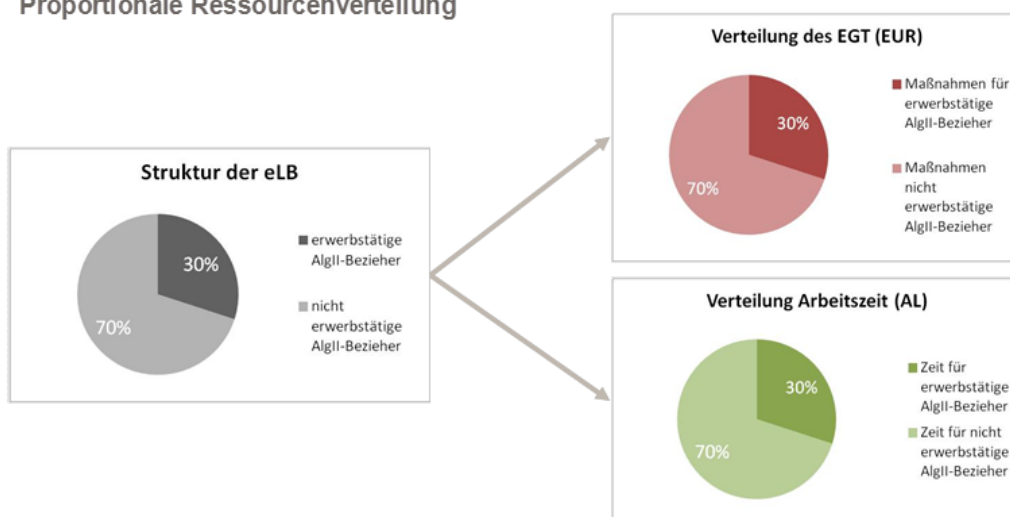 Proportionale Ressourcenverteilung
Struktur der eLB
30%
70%
erwerbstätige
AlgII-Bezieher
nicht
erwerbstätige
AlgII-Bezieher
Verteilung des EGT (EUR)
30%
70%
Maßnahmen für
erwerbstätige
AlgII-Bezieher
Maßnahmen
nicht
erwerbstätige
AlgII-Bezieher
Verteilung Arbeitszeit (AL)
30%
70%
Zeit für
erwerbstätige
AlgII-Bezieher
Zeit für nicht
erwerbstätige
AlgII-Bezieher